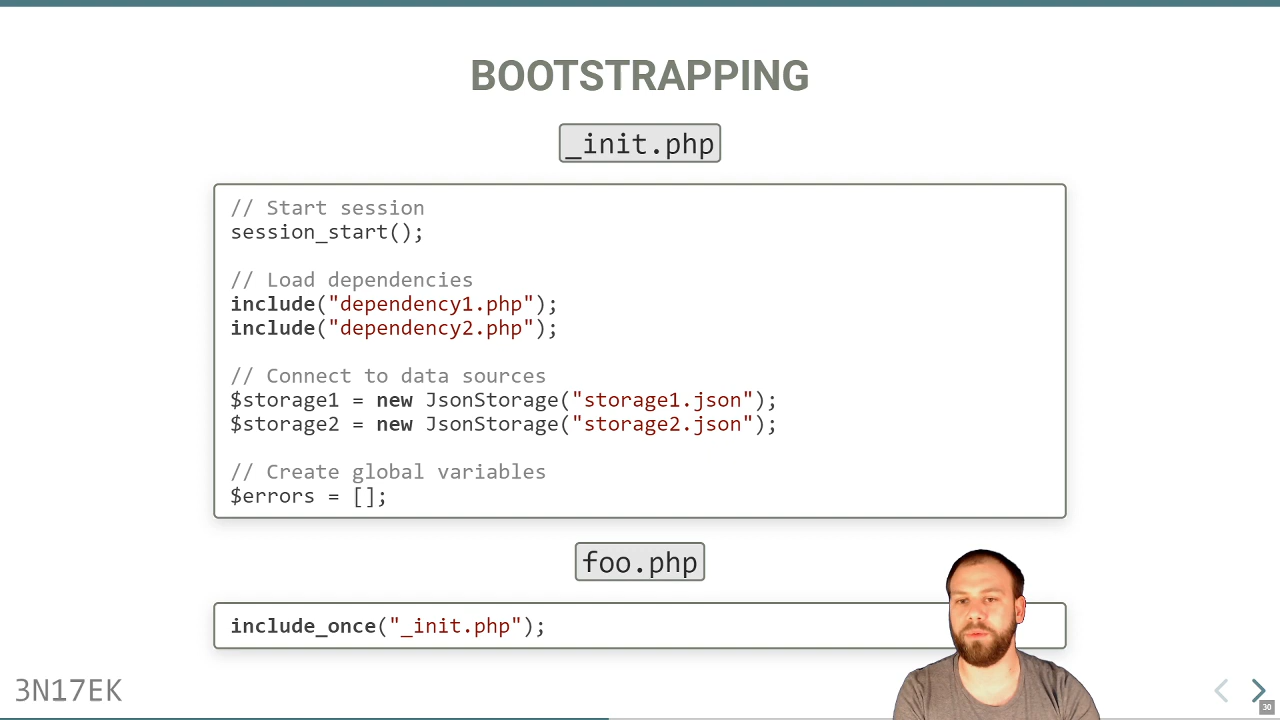 BOOTSTRAPPING
_init.php
// Start session
session_start();
// Load dependencies
include("dependency1.php");
include("dependency2.php");
// Connect to data sources
$storage1 = new JsonStorage("storage1.json");
$storage2 = new JsonStorage("storage2.json");
// Create global variables
$errors = [];
foo.php
include_once("_init.php");
3N17EK
30